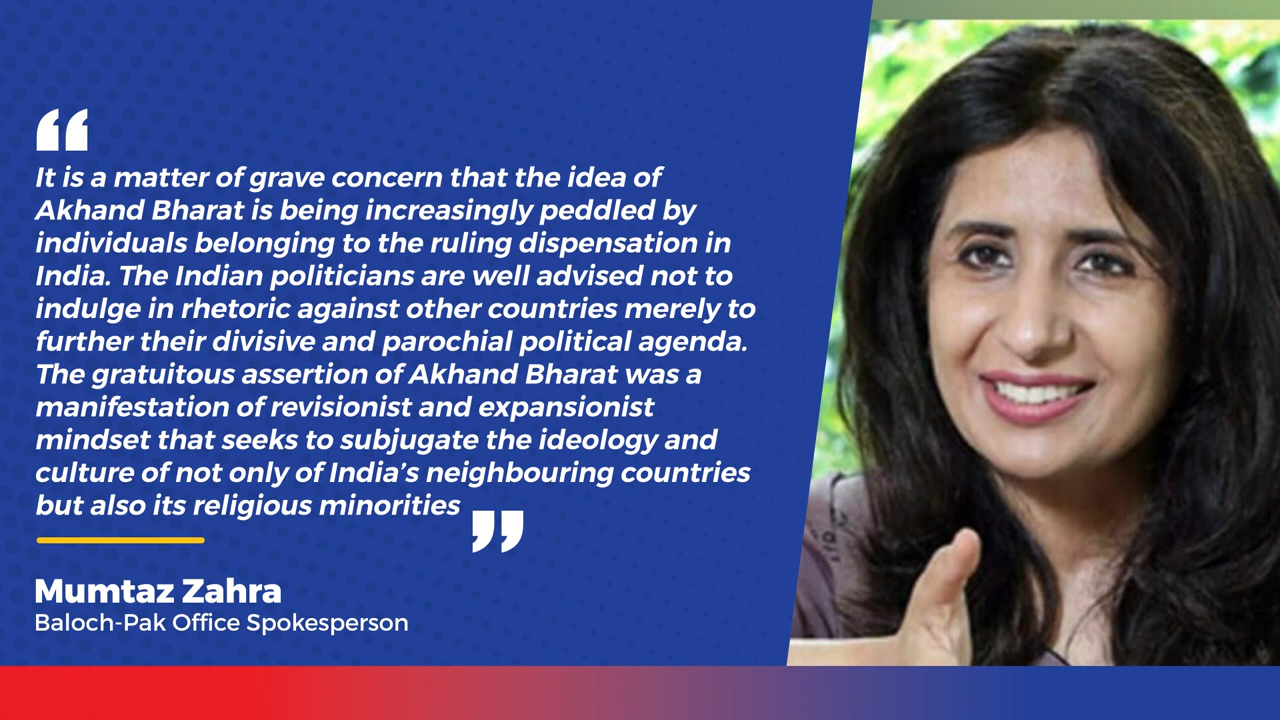 “
It is a matter of grave concern that the idea of
Akhand Bharat is being increasingly peddled by
individuals belonging to the ruling dispensation in
India. The Indian politicians are well advised not to
indulge in rhetoric against other countries merely to
further their divisive and parochial political agenda.
The gratuitous assertion of Akhand Bharat was a
manifestation of revisionist and expansionist
mindset that seeks to subjugate the ideology and
culture of not only of India’s neighbouring countries
but also its religious minorities ”
Mumtaz Zahra
Baloch-Pak Office Spokesperson